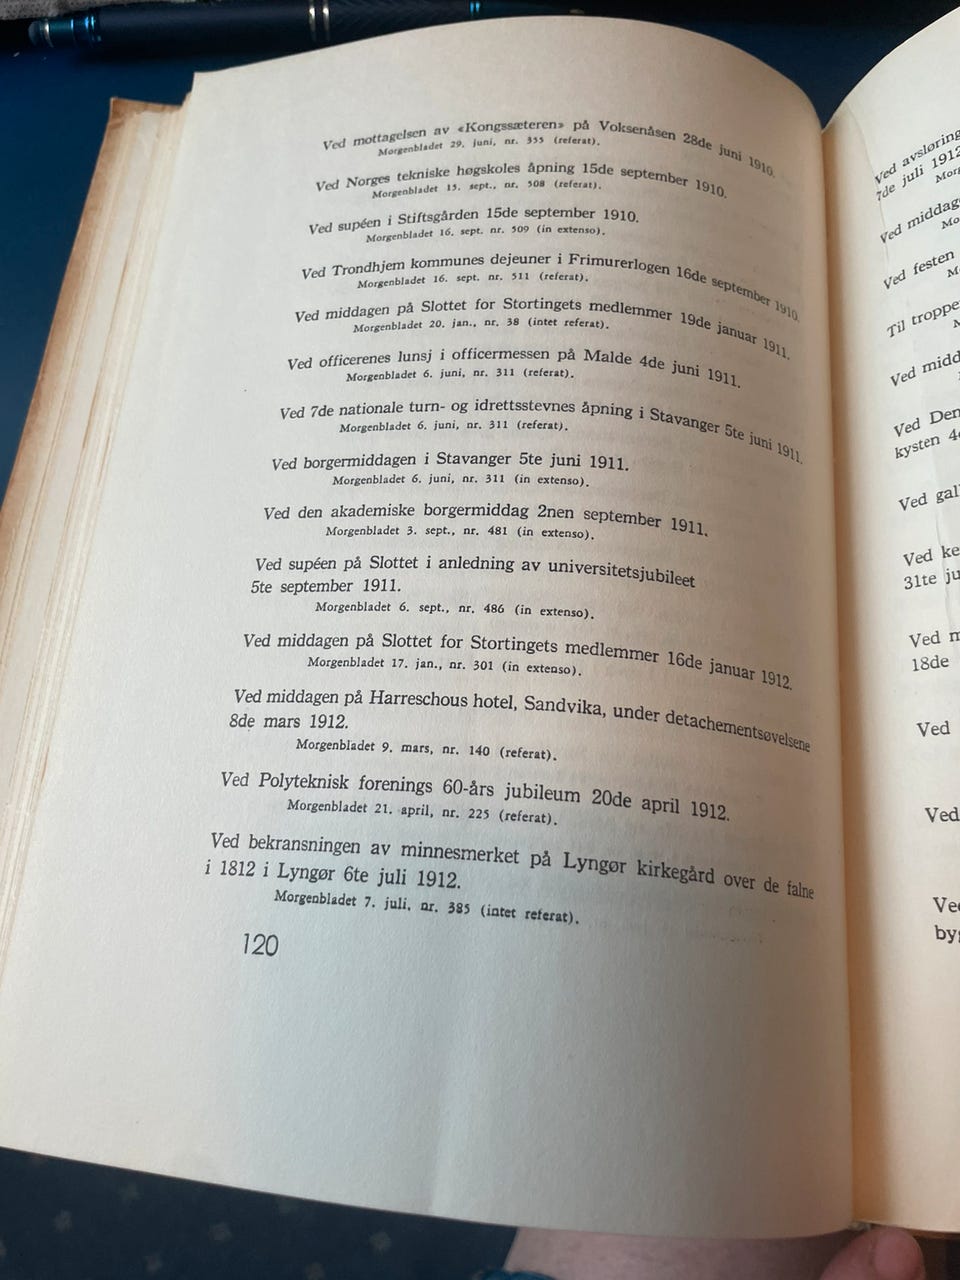 Ved mottagelsen av «Kongssæteren» på Voksenåsen 28de juni 1910.
Morgenbladet 29. juni, nr. 355 (referat).
Ved Norges tekniske høgskoles åpning 15de september 1910.
Morgenbladet 15. sept., nr. 508 (referat).
Ved supéen i Stiftsgården 15de september 1910.
Morgenbladet 16. sept. nr. 509 (in extenso).
Ved Trondhjem kommunes dejeuner i Frimurerlogen 16de september 1910.
Morgenbladet 16. sept. nr. 511 (referat).
Ved middagen på Slottet for Stortingets medlemmer 19de januar 1911.
Morgenbladet 20. jan., nr. 38 (intet referat).
Ved officerenes lunsj i officermessen på Malde 4de juni 1911.
Morgenbladet 6. juni, nr. 311 (referat).
Ved 7de nationale turn- og idrettsstevnes åpning i Stavanger 5te juni 1911.
Morgenbladet 6. juni, nr. 311 (referat).
Ved borgermiddagen i Stavanger 5te juni 1911.
Morgenbladet 6. juni, nr. 311 (in extenso).
Ved den akademiske borgermiddag 2nen september 1911.
Morgenbladet 3. sept., nr. 481 (in extenso).
Ved supéen på Slottet i anledning av universitetsjubileet
5te september 1911.
Morgenbladet 6. sept., nr. 486 (in extenso).
Ved middagen på Slottet for Stortingets medlemmer 16de januar 1912.
Morgenbladet 17. jan., nr. 301 (in extenso).
Ved middagen på Harreschous hotel, Sandvika, under detachementsøvelsene
8de mars 1912.
Morgenbladet 9. mars, nr. 140 (referat).
Ved Polyteknisk forenings 60-års jubileum 20de april 1912.
Morgenbladet 21. april, nr. 225 (referat).
Ved bekransningen av minnesmerket på Lyngør kirkegård over de falne
i 1812 i Lyngør 6te juli 1912.
Morgenbladet 7. juli, nr. 385 (intet referat).
120
Ved avsløring
7de juli 1912
Ved
Ved festen
Til
Ved
Ved
kysten
Ved
Ved
31te
Ved
18de
Ved
Ved